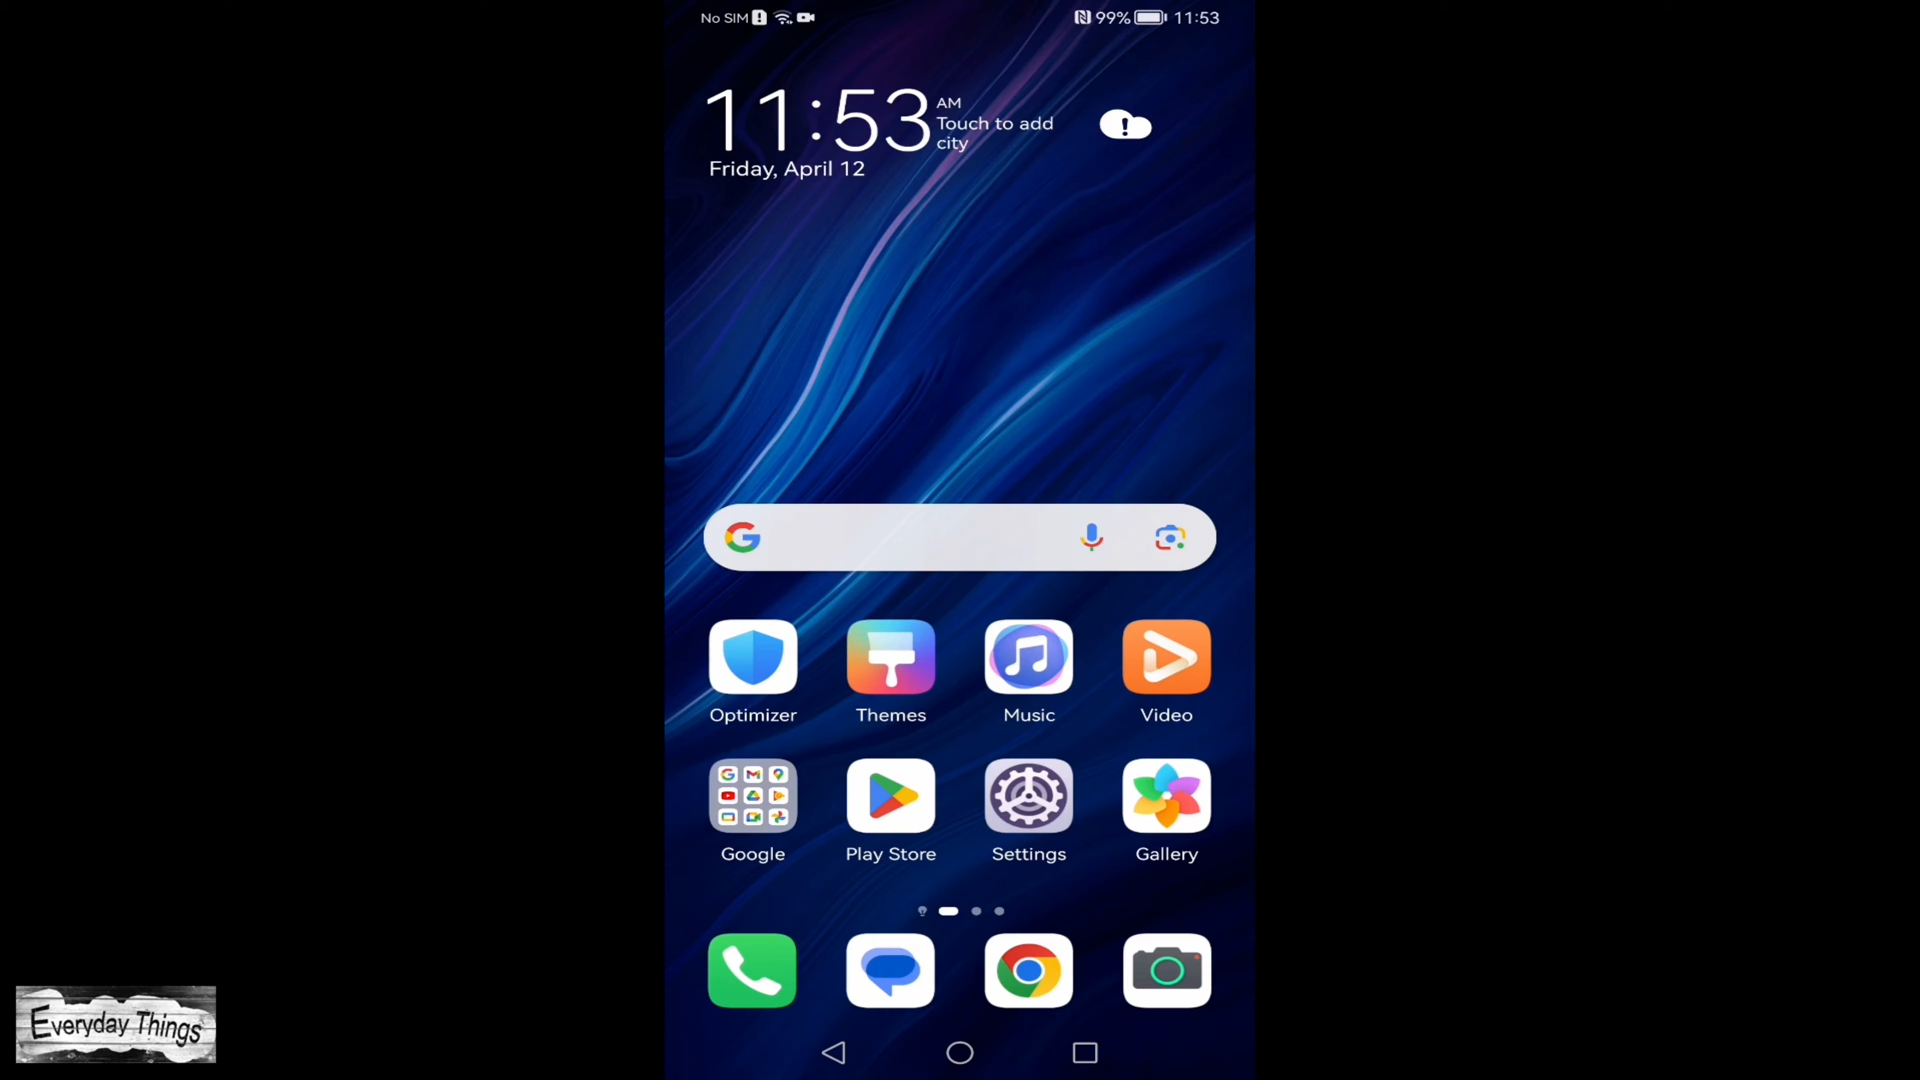 No SIM
99% 11:53
11:53
AM
Touch to add
city
Friday, April 12
Optimizer Themes Music Video
Google Play Store Settings Gallery
Everyday Things